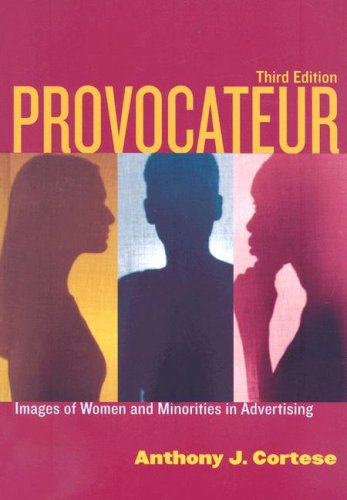 Third Edition
PROVOCATEUR
Images of Women and Minorities in Advertising
Anthony J. Cortese